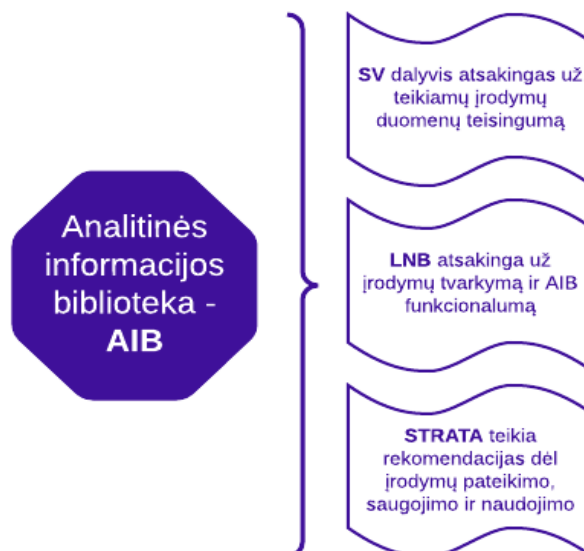 Analitinės
informacijos
biblioteka -
AIB
SV dalyvis atsakingas už
teikiamų įrodymų
duomenų teisingumą
LNB atsakinga už
įrodymų tvarkymą ir AIB
funkcionalumą
STRATA teikia
rekomendacijas dėl
įrodymų pateikimo,
saugojimo ir naudojimo